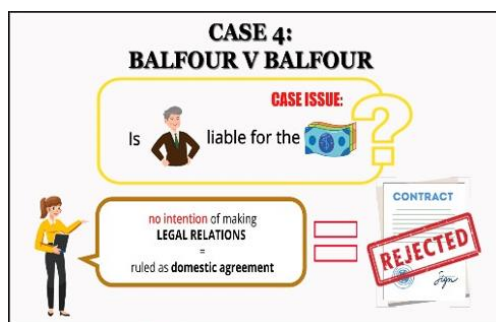 CASE 4:
BALFOUR V BALFOUR
CASE ISSUE:
Is liable for the ?
no intention of making
LEGAL RELATIONS
=
ruled as domestic agreement
CONTRACT
REJECTED
Sign